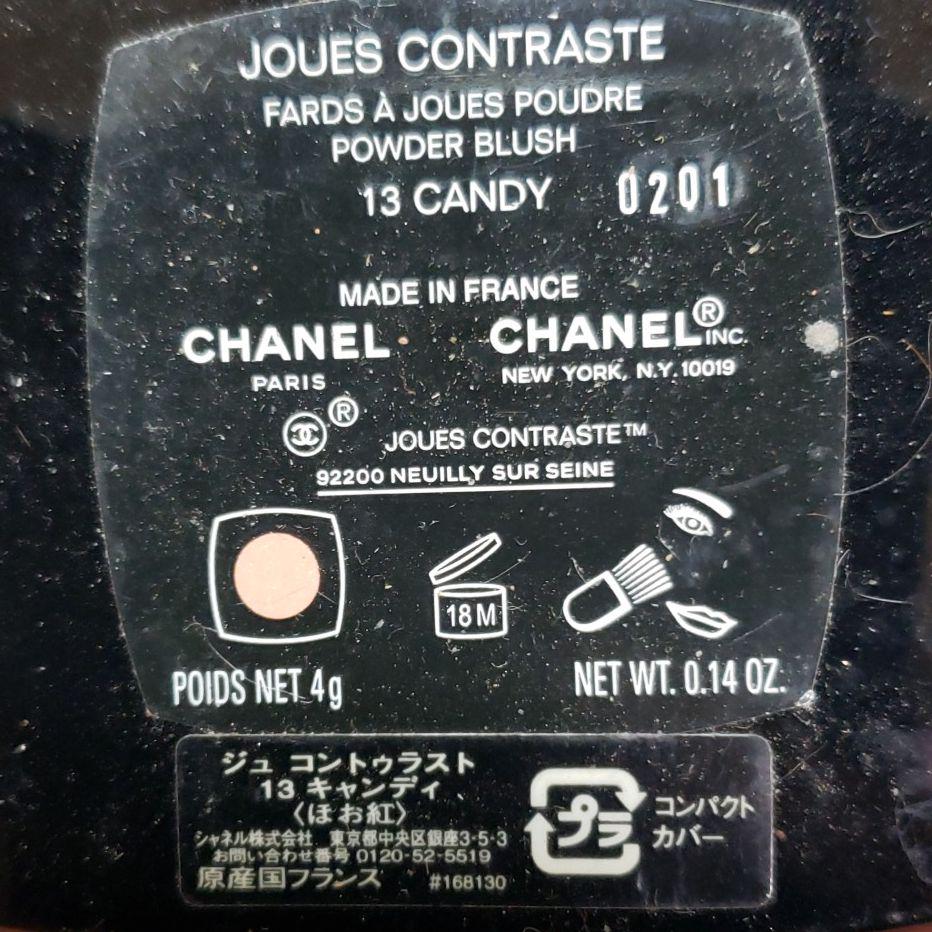 JOUES CONTRASTE
FARDS À JOUES POUDRE
POWDER BLUSH
13 CANDY 0201
MADE IN FRANCE
CHANEL CHANEL® INC.
PARIS NEW YORK, N.Y. 10019
® JOUES CONTRASTE™
92200 NEUILLY SUR SEINE
18 M
POIDS NET 4g NET WT. 0.14 OZ.
ジュ コントゥラスト
13 キャンディ
〈ほお紅〉
シャネル株式会社 東京都中央区銀座3-5-3
お問い合わせ番号 0120-52-5519
原産国フランス #168130
プラ
コンパクト
カバー